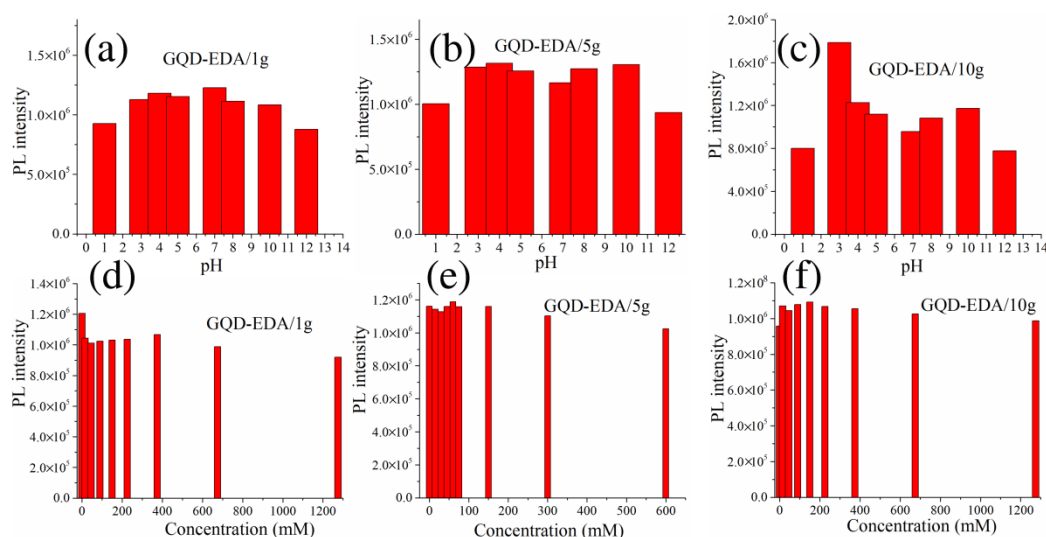 (a)
GQD-EDA/1g
PL intensity
1.5×10⁶
1.0×10⁶
5.0×10⁵
0.0
0 1 2 3 4 5 6 7 8 9 10 11 12 13 14
pH
(b)
GQD-EDA/5g
PL intensity
1.5×10⁶
1.0×10⁶
5.0×10⁵
0.0
1 2 3 4 5 6 7 8 9 10 11 12
pH
(c)
GQD-EDA/10g
PL intensity
2.0×10⁶
1.6×10⁶
1.2×10⁶
8.0×10⁵
4.0×10⁵
0.0
0 1 2 3 4 5 6 7 8 9 10 11 12 13 14
pH
(d)
GQD-EDA/1g
PL intensity
1.4×10⁶
1.2×10⁶
1.0×10⁶
8.0×10⁵
6.0×10⁵
4.0×10⁵
2.0×10⁵
0.0
0 200 400 600 800 1000 1200
Concentration (mM)
(e)
GQD-EDA/5g
PL intensity
1.2×10⁶
1.0×10⁶
8.0×10⁵
6.0×10⁵
4.0×10⁵
2.0×10⁵
0.0
0 100 200 300 400 500 600
Concentration (mM)
(f)
GQD-EDA/10g
PL intensity
1.2×10⁸
1.0×10⁶
8.0×10⁵
6.0×10⁵
4.0×10⁵
2.0×10⁵
0.0
0 200 400 600 800 1000 1200
Concentration (mM)